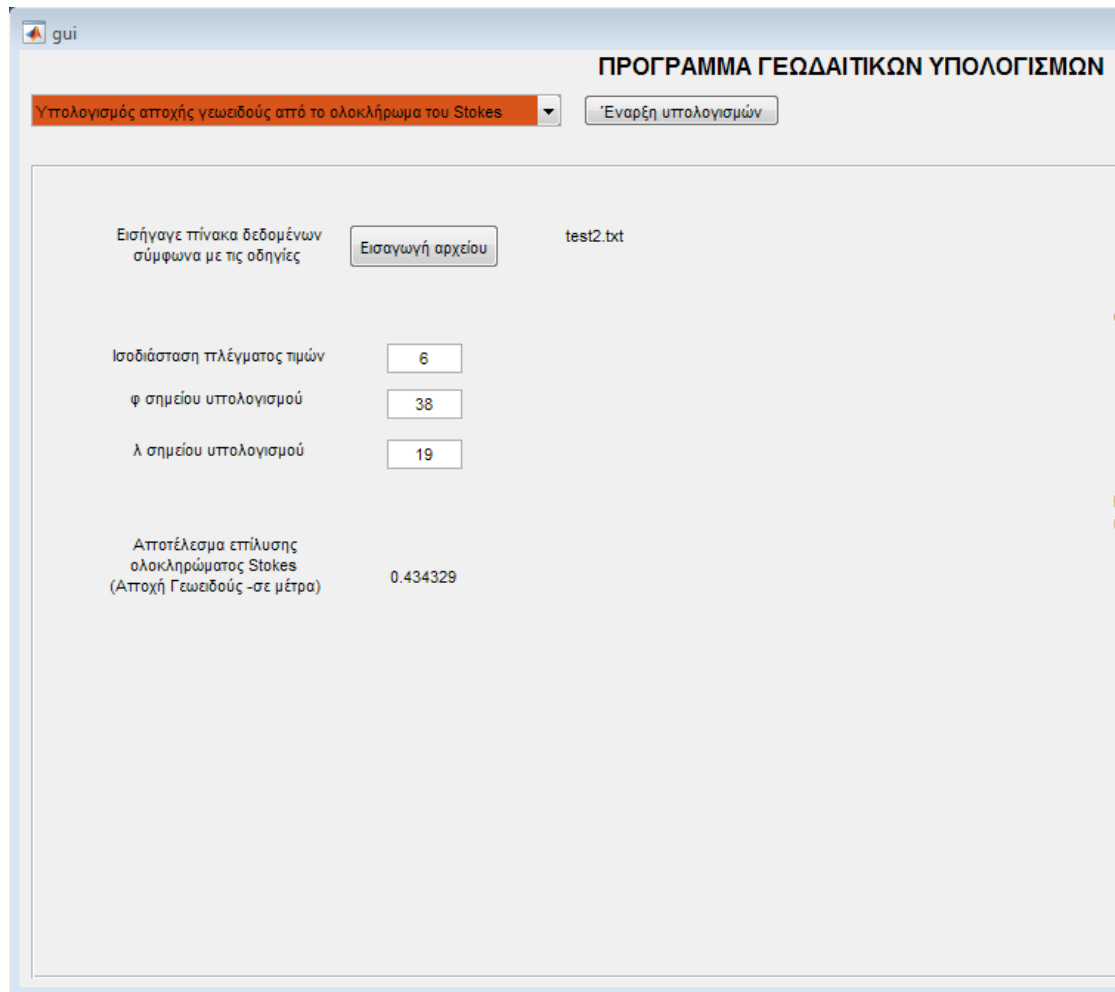 gui
ΠΡΟΓΡΑΜΜΑ ΓΕΩΔΑΙΤΙΚΩΝ ΥΠΟΛΟΓΙΣΜΩΝ
Υπολογισμός αποχής γεωειδούς από το ολοκλήρωμα του Stokes
Έναρξη υπολογισμών
Εισήγαγε πίνακα δεδομένων
σύμφωνα με τις οδηγίες
Εισαγωγή αρχείου
test2.txt
Ισοδιάσταση πλέγματος τιμών
6
φ σημείου υπολογισμού
38
λ σημείου υπολογισμού
19
Αποτέλεσμα επίλυσης
ολοκληρώματος Stokes
(Αποχή Γεωειδούς -σε μέτρα)
0.434329